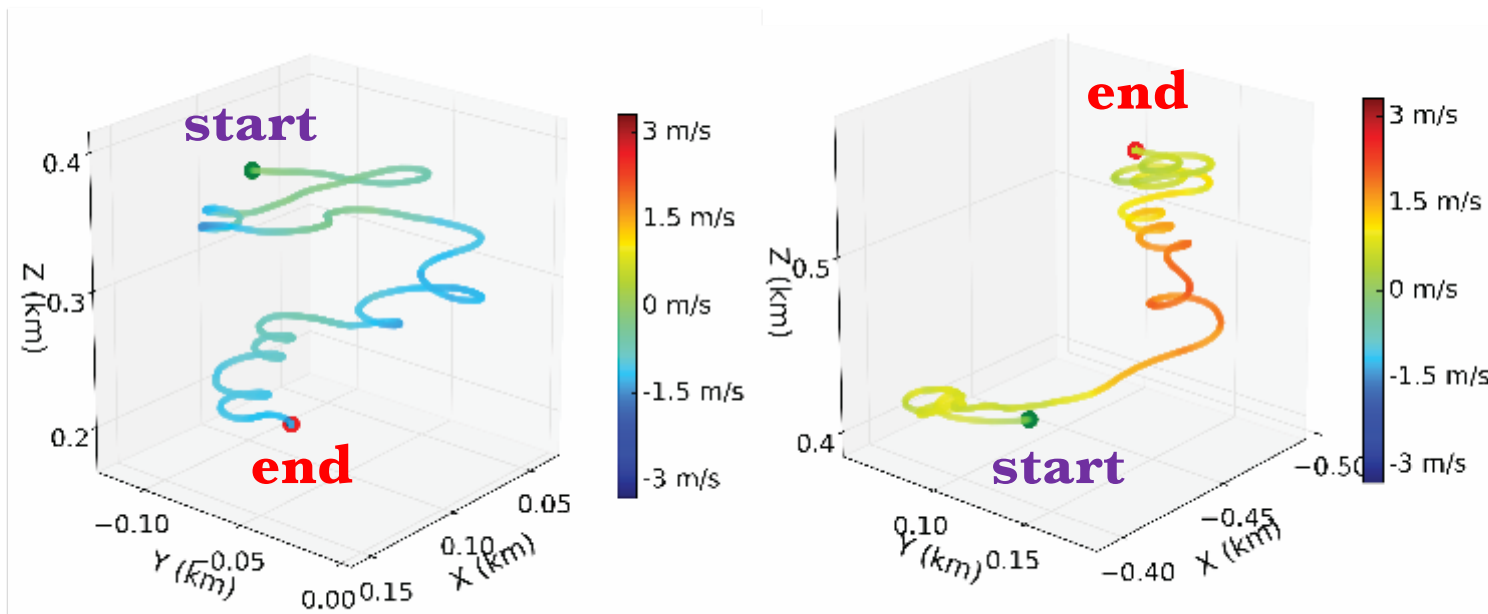 start
0.4
0.3
0.2
Z (km)
end
−0.10
−0.05
0.00
Y (km)
0.15
0.10
0.05
X (km)
3 m/s
1.5 m/s
0 m/s
-1.5 m/s
-3 m/s
end
0.5
0.4
Z (km)
start
0.10
0.15
Y (km)
−0.40
−0.45
−0.50
X (km)
3 m/s
1.5 m/s
0 m/s
-1.5 m/s
-3 m/s